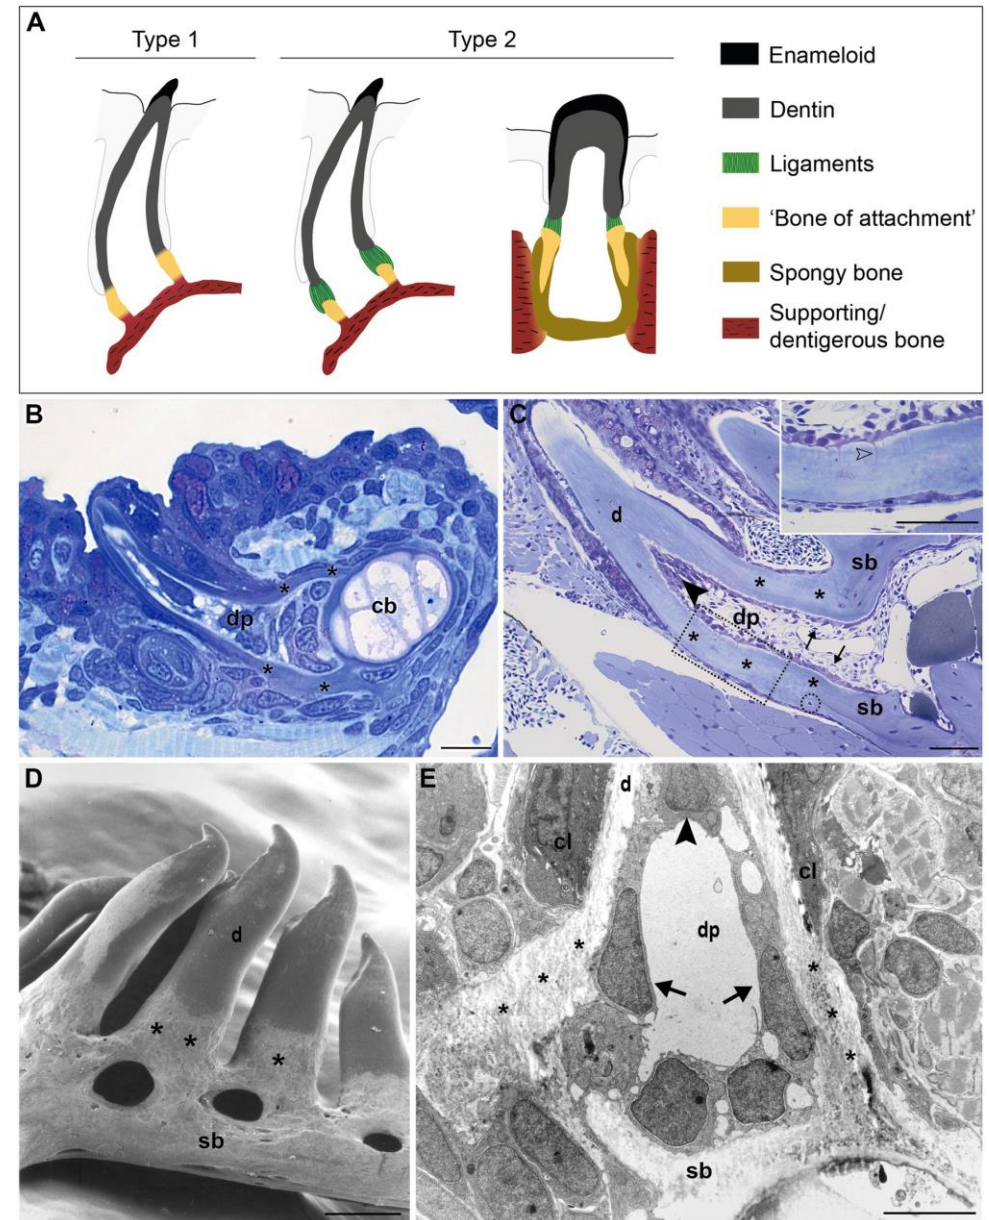 A
Type 1
Type 2
Enameloid
Dentin
Ligaments
‘Bone of attachment’
Spongy bone
Supporting/
dentigerous bone
B
*
*
dp
cb
*
*
C
d
sb
*
*
dp
*
*
*
sb
D
d
*
*
*
sb
E
d
cl
cl
dp
*
*
*
*
*
*
sb